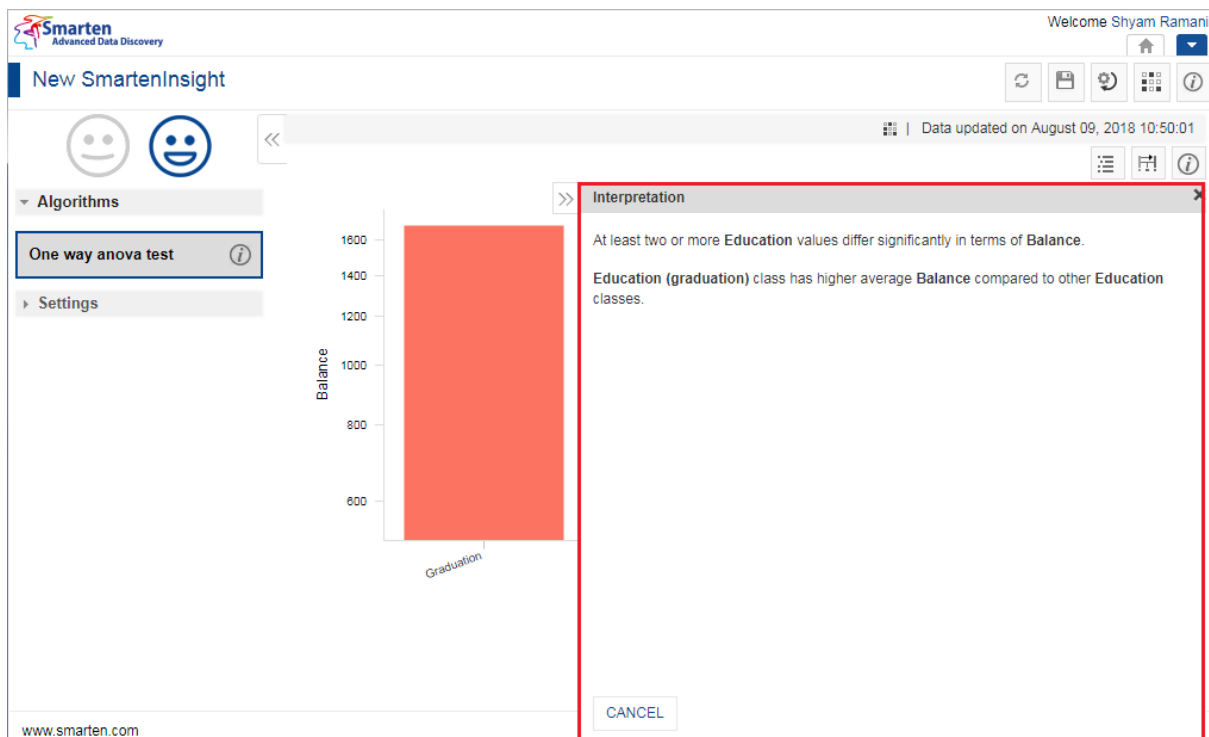 Smarten
Advanced Data Discovery
Welcome Shyam Ramani
New SmartenInsight
Data updated on August 09, 2018 10:50:01
Algorithms
One way anova test
Settings
1600
1400
1200
1000
800
600
Balance
Graduation
Interpretation
At least two or more Education values differ significantly in terms of Balance.
Education (graduation) class has higher average Balance compared to other Education
classes.
CANCEL
www.smarten.com